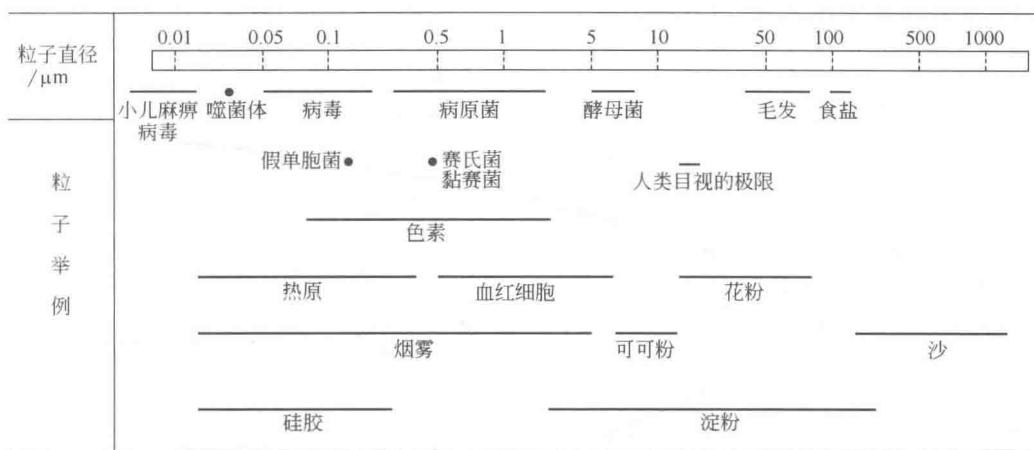 粒子直径
/μm
0.01 0.05 0.1 0.5 1 5 10 50 100 500 1000
小儿麻痹
病毒
噬菌体 病毒 病原菌 酵母菌 毛发 食盐
粒子举例
假单胞菌 赛氏菌
黏赛菌
人类目视的极限
色素
热原 血红细胞 花粉
烟雾 可可粉 沙
硅胶 淀粉